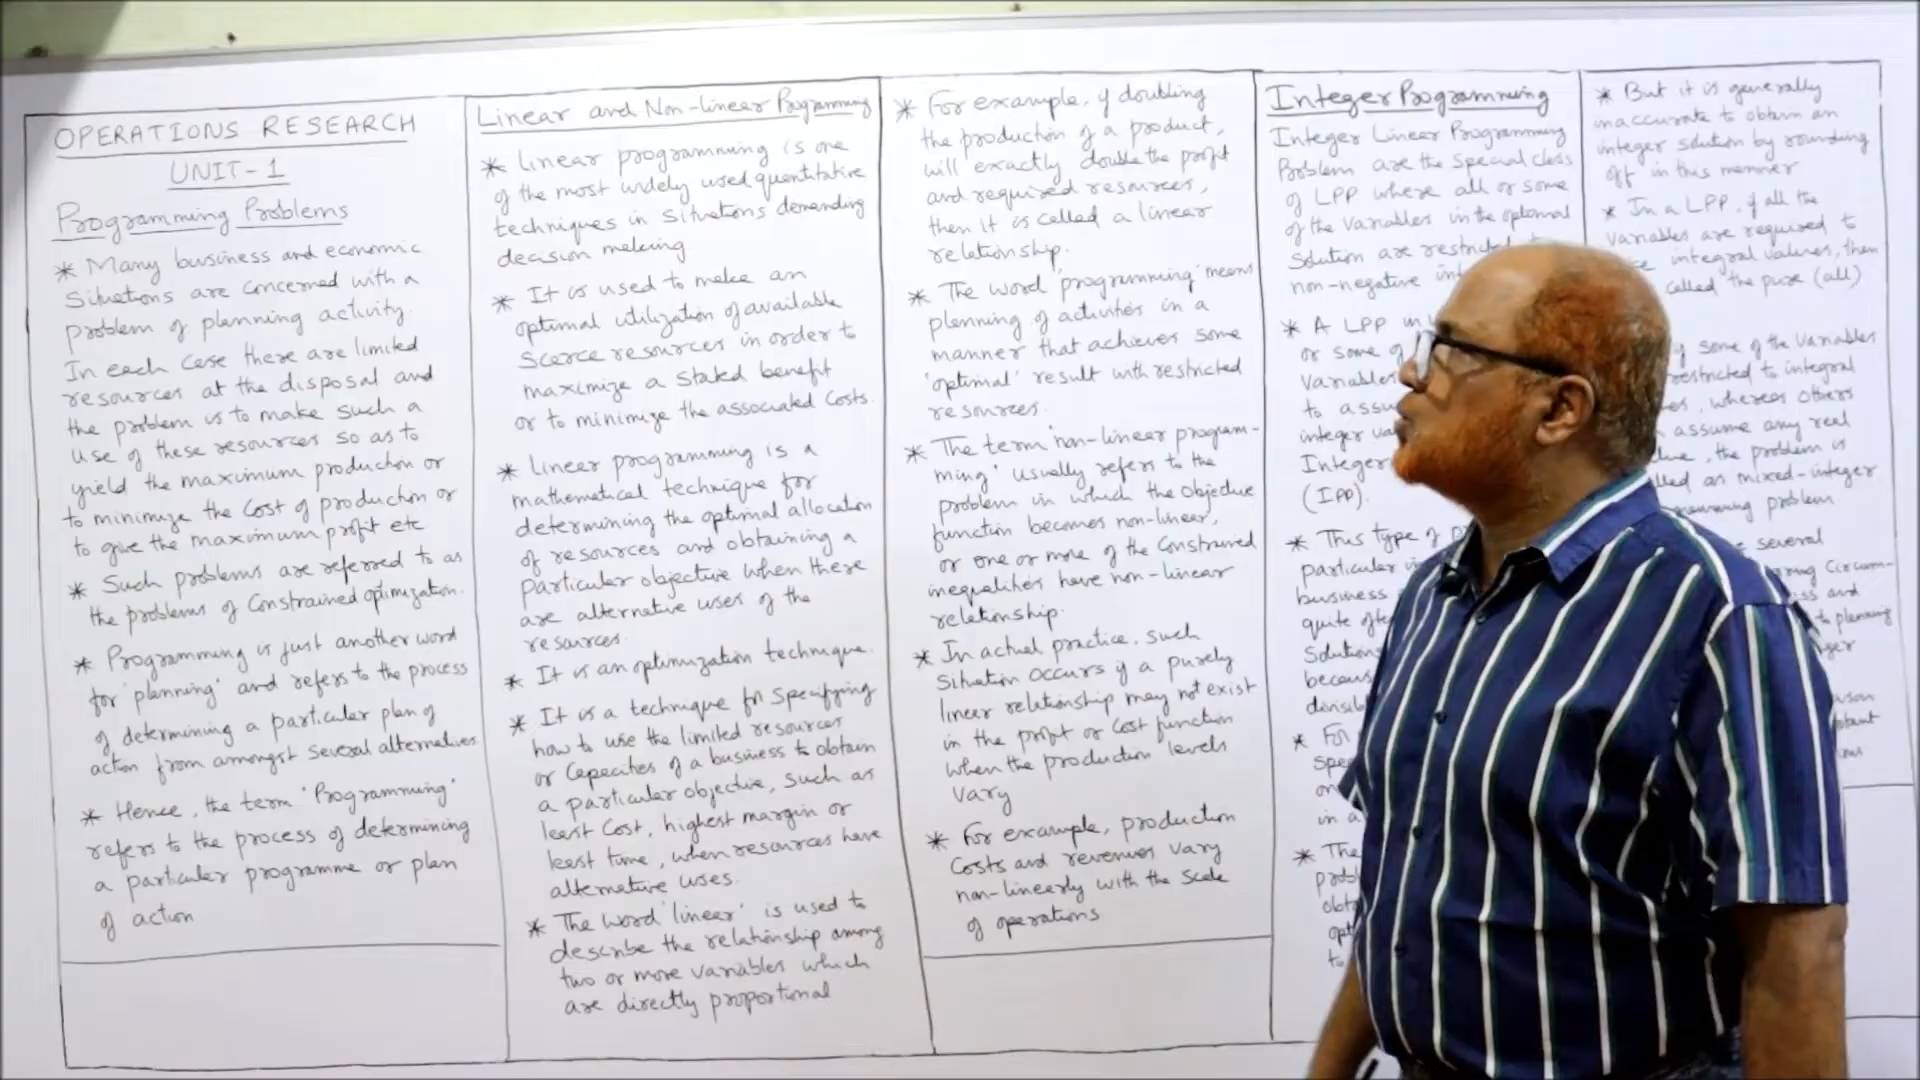 OPERATIONS RESEARCH
UNIT-1
Programming Problems
* Many business and economic
situations are concerned with a
problem of planning activity.
In each case there are limited
resources at the disposal and
the problem is to make such a
use of these resources so as to
yield the maximum production or
to minimize the cost of production or
to give the maximum profit etc
* Such problems are referred to as
the problems of constrained optimization.
* Programming is just another word
for 'planning' and refers to the process
of determining a particular plan of
action from amongst several alternatives
* Hence, the term 'Programming'
refers to the process of determining
a particular programme or plan
of action
Linear and Non-linear Programming
* Linear programming is one
of the most widely used quantitative
techniques in situations demanding
decision making
* It is used to make an
optimal utilization of available
scarce resources in order to
maximize a stated benefit
or to minimize the associated costs.
* Linear programming is a
mathematical technique for
determining the optimal allocation
of resources and obtaining a
particular objective when there
are alternative uses of the
resources.
* It is an optimization technique.
* It is a technique for specifying
how to use the limited resources
or capacities of a business to obtain
a particular objective, such as
least cost, highest margin or
least time, when resources have
alternative uses.
* The word 'linear' is used to
describe the relationship among
two or more variables which
are directly proportional
* For example, if doubling
the production of a product,
will exactly double the profit
and required resources,
then it is called a linear
relationship.
* The word 'programming' means
planning of activities in a
manner that achieves some
'optimal' result with restricted
resources.
* The term 'non-linear program-
ming' usually refers to the
problem in which the objective
function becomes non-linear,
or one or more of the constrained
inequalities have non-linear
relationship.
* In actual practice, such
situation occurs if a purely
linear relationship may not exist
in the profit or cost function
when the production levels
vary
* For example, production
costs and revenues vary
non-linearly with the scale
of operations
Integer Programming
Integer Linear Programming
Problem are the special class
of LPP where all or some
of the variables in the optimal
solution are restricted
non-negative
* A LPP
or some of
variables
to
integer
Integer
(IPP).
* This type of
particular
business
quite
solutions
* For
on
in a
* The
to
* But it is generally
inaccurate to obtain an
integer solution by rounding
off in this manner
* In a LPP, if all the
variables are required to
integral values, then
called the pure (all)
if some of the variables
restricted to integral
whereas others
assume any real
, the problem is
as mixed-integer
problem
several
circum-
and
to planning